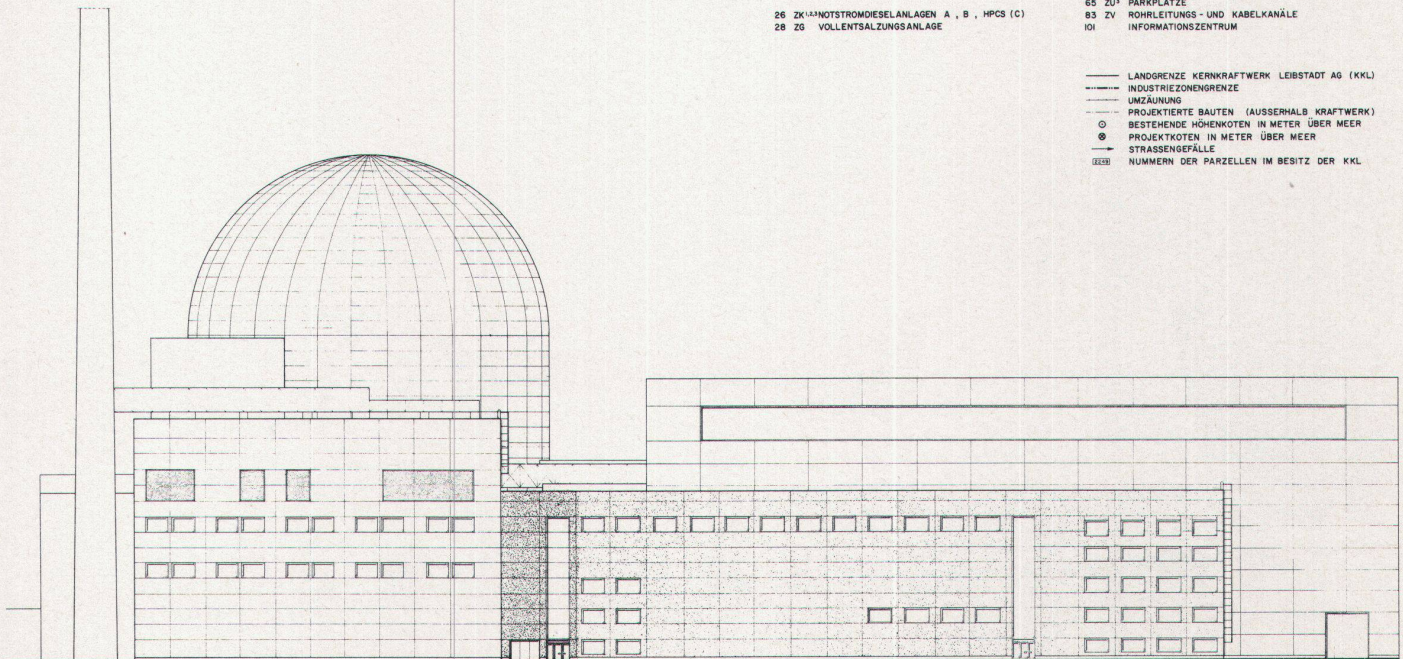 26 ZK¹·²·³ NOTSTROMDIESELANLAGEN A , B , HPCS (C)
28 ZG VOLLENTSALZUNGSANLAGE
65 ZU³ PARKPLÄTZE
83 ZV ROHRLEITUNGS - UND KABELKANÄLE
101 INFORMATIONSZENTRUM
LANDGRENZE KERNKRAFTWERK LEIBSTADT AG (KKL)
INDUSTRIEZONENGRENZE
UMZÄUNUNG
PROJEKTIERTE BAUTEN (AUSSERHALB KRAFTWERK)
BESTEHENDE HÖHENKOTEN IN METER ÜBER MEER
PROJEKTKOTEN IN METER ÜBER MEER
STRASSENGEFÄLLE
NUMMERN DER PARZELLEN IM BESITZ DER KKL